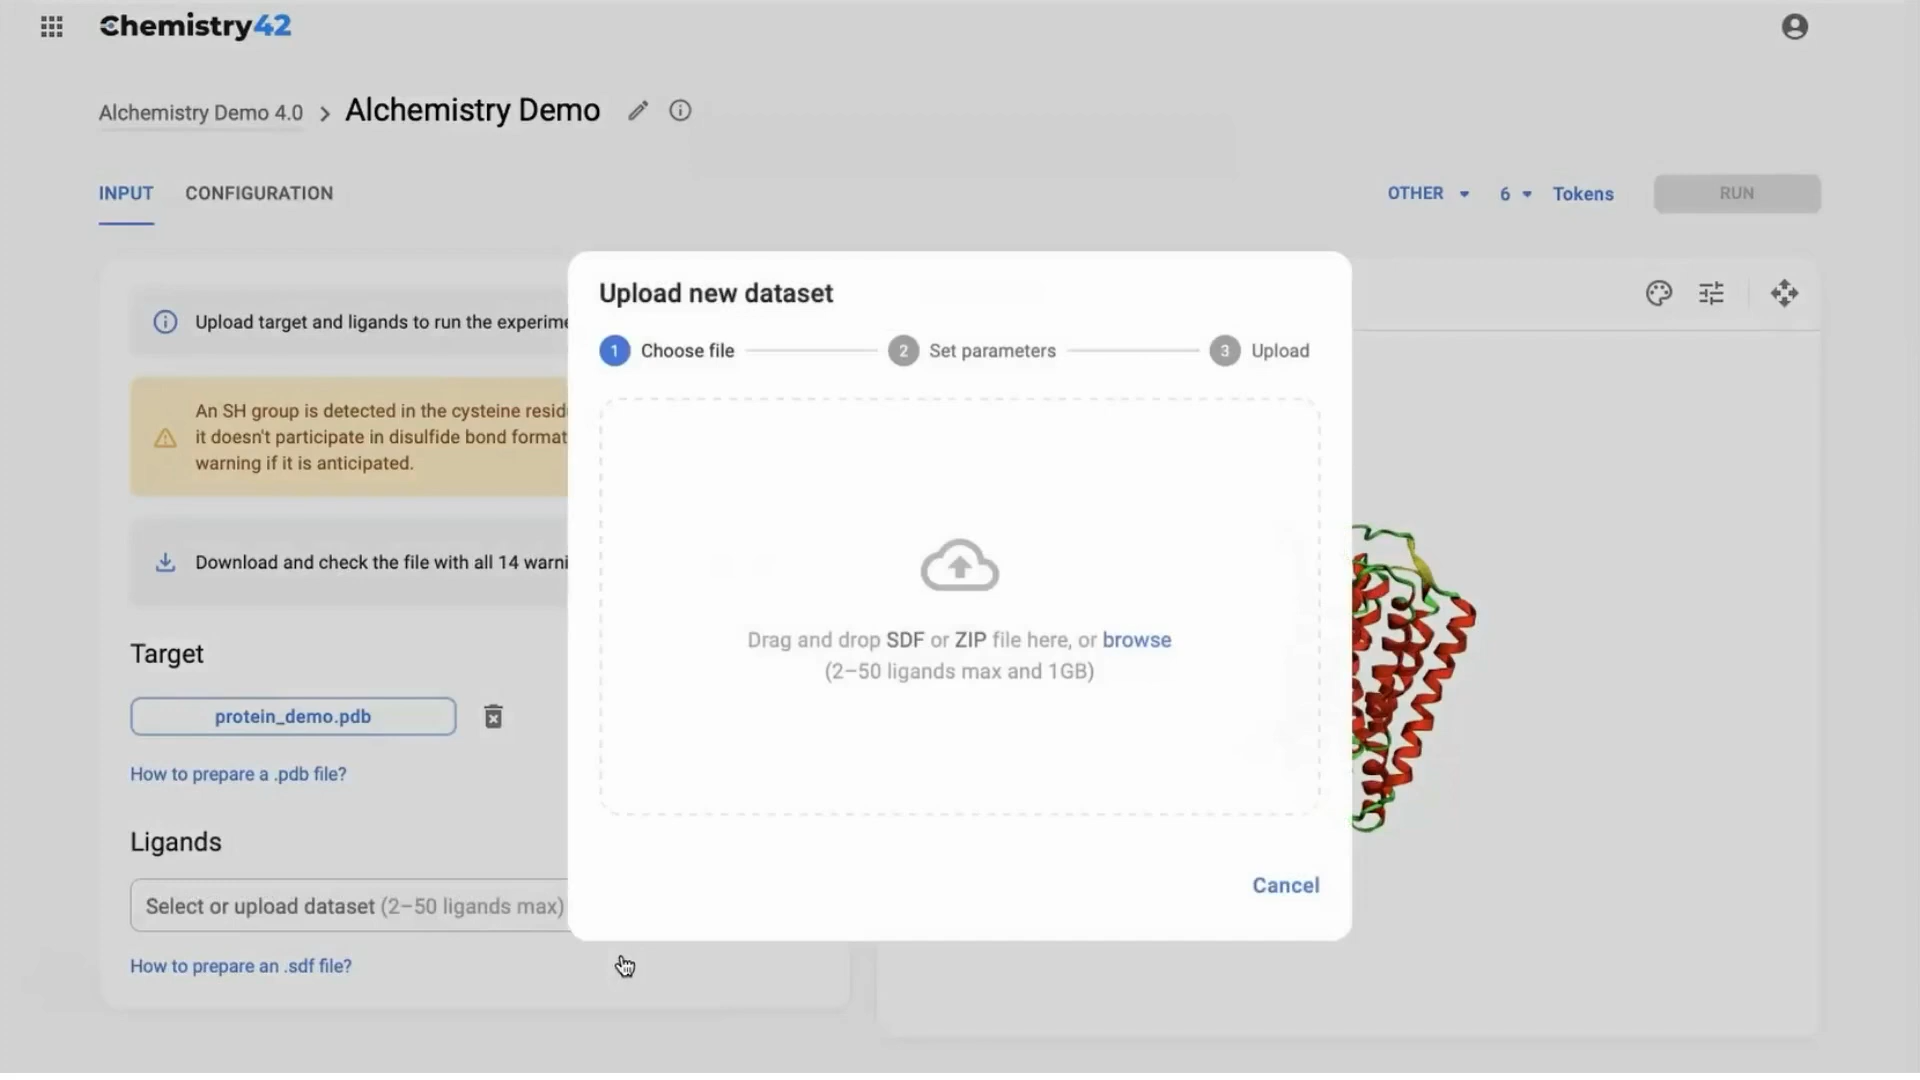 Chemistry42
Alchemistry Demo 4.0 > Alchemistry Demo
INPUT CONFIGURATION
OTHER 6 Tokens RUN
Upload target and ligands to run the
An SH group is detected in the cysteine
it doesn't participate in disulfide bond
warning if it is anticipated.
Download and check the file with all 14
Target
protein_demo.pdb
How to prepare a .pdb file?
Ligands
Select or upload dataset (2–50 ligands max)
How to prepare an .sdf file?
Upload new dataset
1 Choose file 2 Set parameters 3 Upload
Drag and drop SDF or ZIP file here, or browse
(2–50 ligands max and 1GB)
Cancel